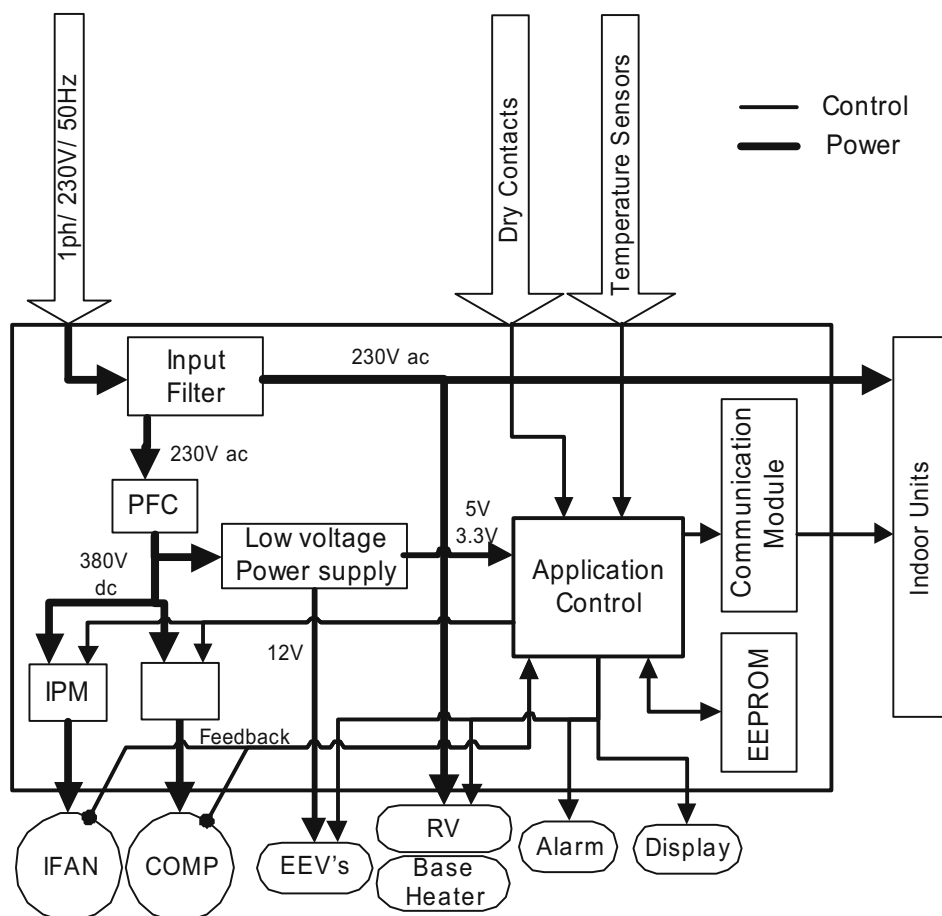 1ph/ 230V/ 50Hz
Dry Contacts
Temperature Sensors
Control
Power
Input
Filter
230V ac
230V ac
PFC
380V
dc
Low voltage
Power supply
5V
3.3V
Application
Control
Communication
Module
Indoor Units
12V
IPM
EEPROM
Feedback
IFAN
COMP
EEV's
RV
Base
Heater
Alarm
Display